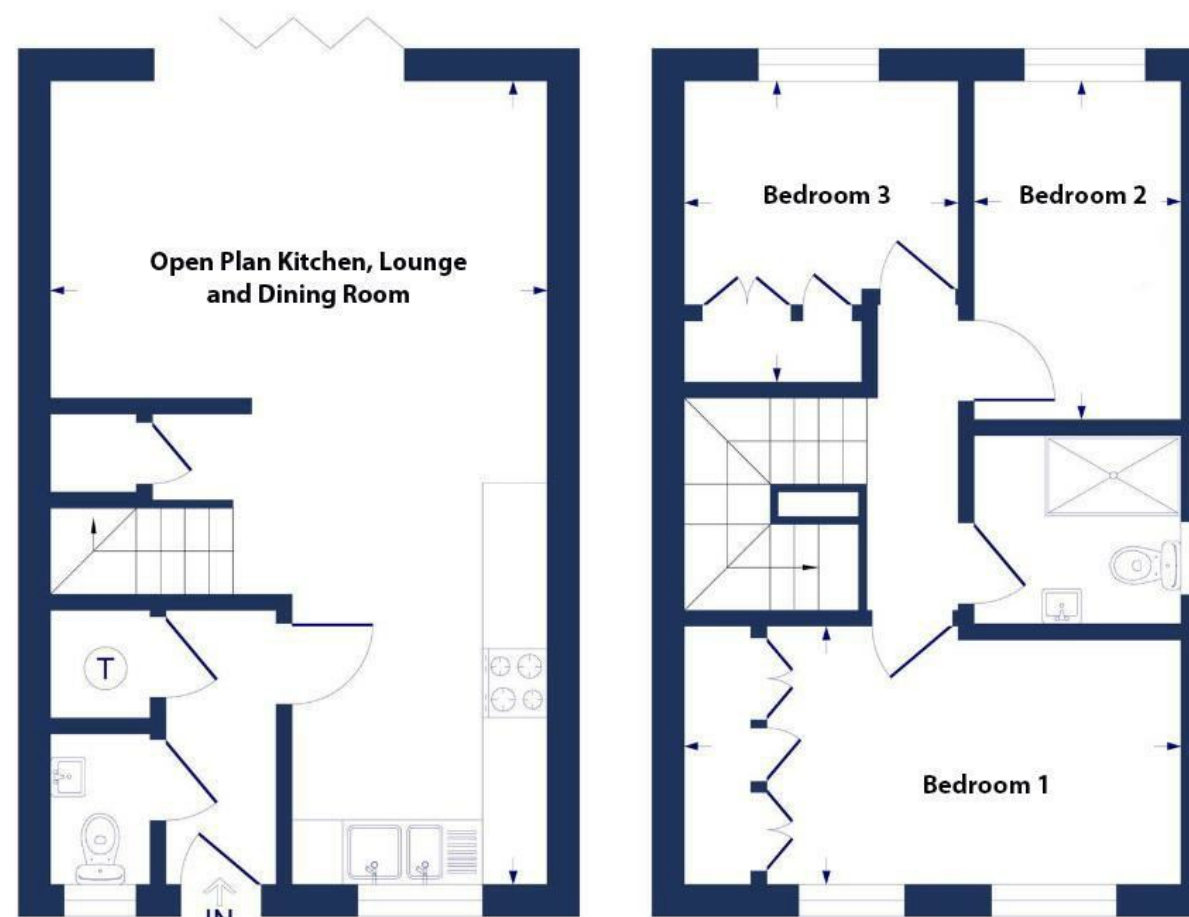 Open Plan Kitchen, Lounge
and Dining Room
T
IN
Bedroom 3
Bedroom 2
Bedroom 1